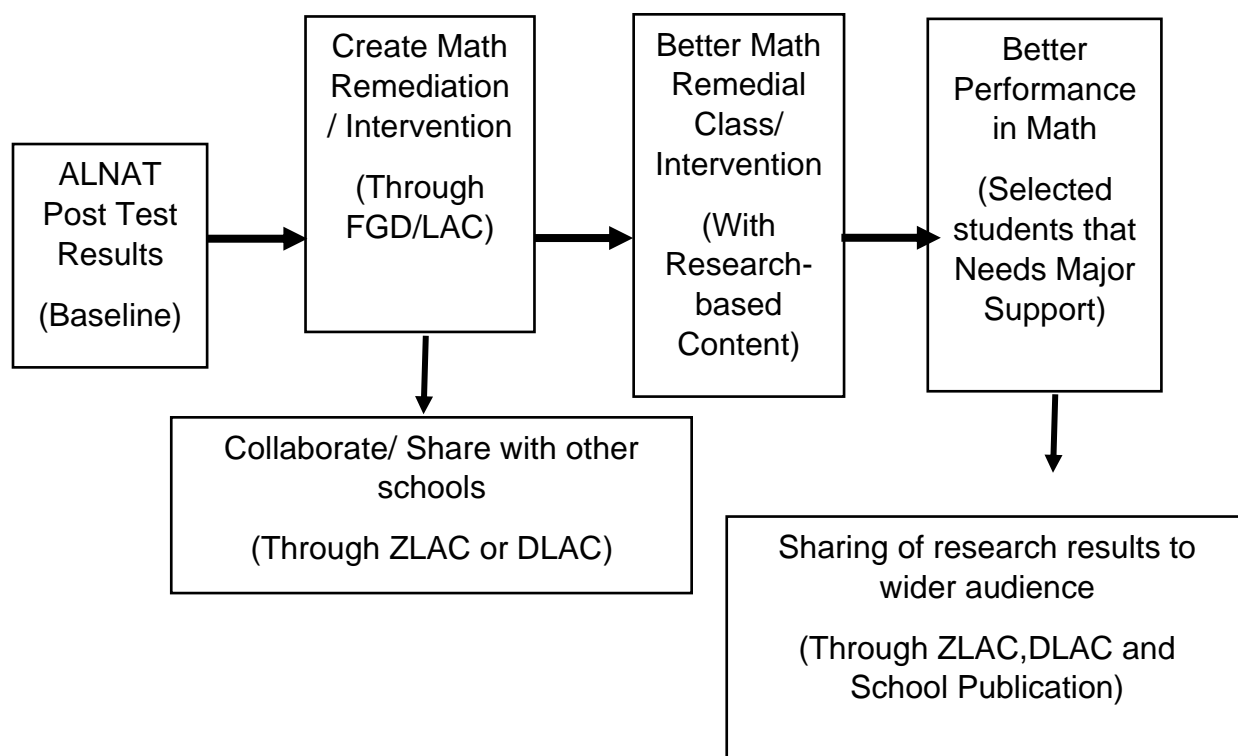 ALNAT
Post Test
Results
(Baseline)
Create Math
Remediation
/ Intervention
(Through
FGD/LAC)
Better Math
Remedial
Class/
Intervention
(With
Research-
based
Content)
Better
Performance
in Math
(Selected
students that
Needs Major
Support)
Collaborate/ Share with other
schools
(Through ZLAC or DLAC)
Sharing of research results to
wider audience
(Through ZLAC,DLAC and
School Publication)